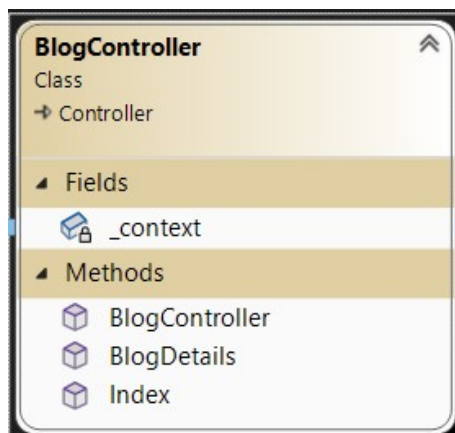 BlogController
Class
Controller
Fields
_context
Methods
BlogController
BlogDetails
Index